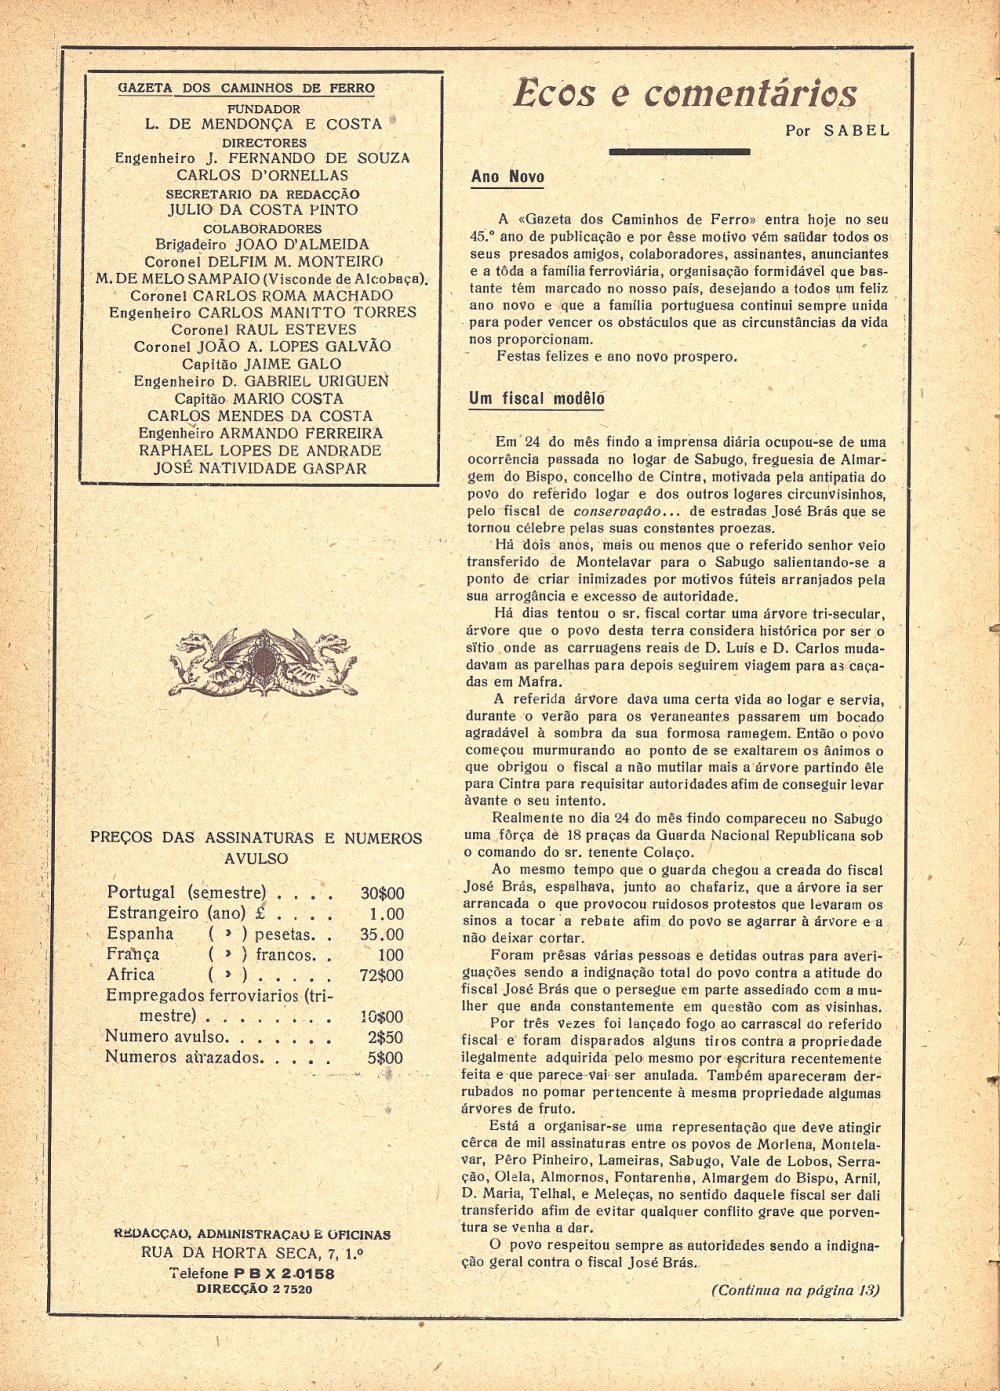 GAZETA DOS CAMINHOS DE FERRO
FUNDADOR
L. DE MENDONÇA E COSTA
DIRECTORES
Engenheiro J. FERNANDO DE SOUZA
CARLOS D'ORNELLAS
SECRETARIO DA REDACÇÃO
JULIO DA COSTA PINTO
COLABORADORES
Brigadeiro JOAO D'ALMEIDA
Coronel DELFIM M. MONTEIRO
M. DE MELO SAMPAIO (Visconde de Alcobaça).
Coronel CARLOS ROMA MACHADO
Engenheiro CARLOS MANITTO TORRES
Coronel RAUL ESTEVES
Coronel JOÃO A. LOPES GALVÃO
Capitão JAIME GALO
Engenheiro D. GABRIEL URIGUEN
Capitão MARIO COSTA
CARLOS MENDES DA COSTA
Engenheiro ARMANDO FERREIRA
RAPHAEL LOPES DE ANDRADE
JOSÉ NATIVIDADE GASPAR
PREÇOS DAS ASSINATURAS E NUMEROS
AVULSO
Portugal (semestre) . . . . 30$00
Estrangeiro (ano) £ . . . . 1.00
Espanha ( » ) pesetas. . 35.00
França ( » ) francos. . 100
Africa ( » ) . . . . . 72$00
Empregados ferroviarios (tri-
mestre) . . . . . . . . 10$00
Numero avulso. . . . . . . 2$50
Numeros atrazados. . . . . 5$00
REDACÇÃO, ADMINISTRAÇÃO E OFICINAS
RUA DA HORTA SECA, 7, 1.º
Telefone P B X 2.0158
DIRECÇÃO 2 7520
Ecos e comentários
Por SABEL
Ano Novo
A «Gazeta dos Caminhos de Ferro» entra hoje no seu
45.º ano de publicação e por êsse motivo vém saüdar todos os
seus presados amigos, colaboradores, assinantes, anunciantes
e a tôda a família ferroviária, organisação formidável que bas-
tante têm marcado no nosso país, desejando a todos um feliz
ano novo e que a família portuguesa continui sempre unida
para poder vencer os obstáculos que as circunstâncias da vida
nos proporcionam.
Festas felizes e ano novo prospero.
Um fiscal modêlo
Em 24 do mês findo a imprensa diária ocupou-se de uma
ocorrência passada no logar de Sabugo, freguesia de Almar-
gem do Bispo, concelho de Cintra, motivada pela antipatia do
povo do referido logar e dos outros logares circunvisinhos,
pelo fiscal de conservação... de estradas José Brás que se
tornou célebre pelas suas constantes proezas.
Há dois anos, mais ou menos que o referido senhor veio
transferido de Montelavar para o Sabugo salientando-se a
ponto de criar inimizades por motivos fúteis arranjados pela
sua arrogância e excesso de autoridade.
Há dias tentou o sr. fiscal cortar uma árvore tri-secular,
árvore que o povo desta terra considera histórica por ser o
sítio onde as carruagens reais de D. Luís e D. Carlos muda-
davam as parelhas para depois seguirem viagem para as caça-
das em Mafra.
A referida árvore dava uma certa vida ao logar e servia,
durante o verão para os veraneantes passarem um bocado
agradável à sombra da sua formosa ramagem. Então o povo
começou murmurando ao ponto de se exaltarem os ânimos o
que obrigou o fiscal a não mutilar mais a árvore partindo êle
para Cintra para requisitar autoridades afim de conseguir levar
àvante o seu intento.
Realmente no dia 24 do mês findo compareceu no Sabugo
uma fôrça de 18 praças da Guarda Nacional Republicana sob
o comando do sr. tenente Colaço.
Ao mesmo tempo que o guarda chegou a creada do fiscal
José Brás, espalhava, junto ao chafariz, que a árvore ia ser
arrancada o que provocou ruidosos protestos que levaram os
sinos a tocar a rebate afim do povo se agarrar à árvore e a
não deixar cortar.
Foram prêsas várias pessoas e detidas outras para averi-
guações sendo a indignação total do povo contra a atitude do
fiscal José Brás que o persegue em parte assediado com a mu-
lher que anda constantemente em questão com as visinhas.
Por três vezes foi lançado fogo ao carrascal do referido
fiscal e foram disparados alguns tiros contra a propriedade
ilegalmente adquirida pelo mesmo por escritura recentemente
feita e que parece vai ser anulada. Também apareceram der-
rubados no pomar pertencente à mesma propriedade algumas
árvores de fruto.
Está a organisar-se uma representação que deve atingir
cêrca de mil assinaturas entre os povos de Morlena, Montela-
var, Pêro Pinheiro, Lameiras, Sabugo, Vale de Lobos, Serra-
ção, Olela, Almornos, Fontarenha, Almargem do Bispo, Arnil,
D. Maria, Telhal, e Meleças, no sentido daquele fiscal ser dali
transferido afim de evitar qualquer conflito grave que porven-
tura se venha a dar.
O povo respeitou sempre as autoridades sendo a indigna-
ção geral contra o fiscal José Brás.
(Continua na página 13)